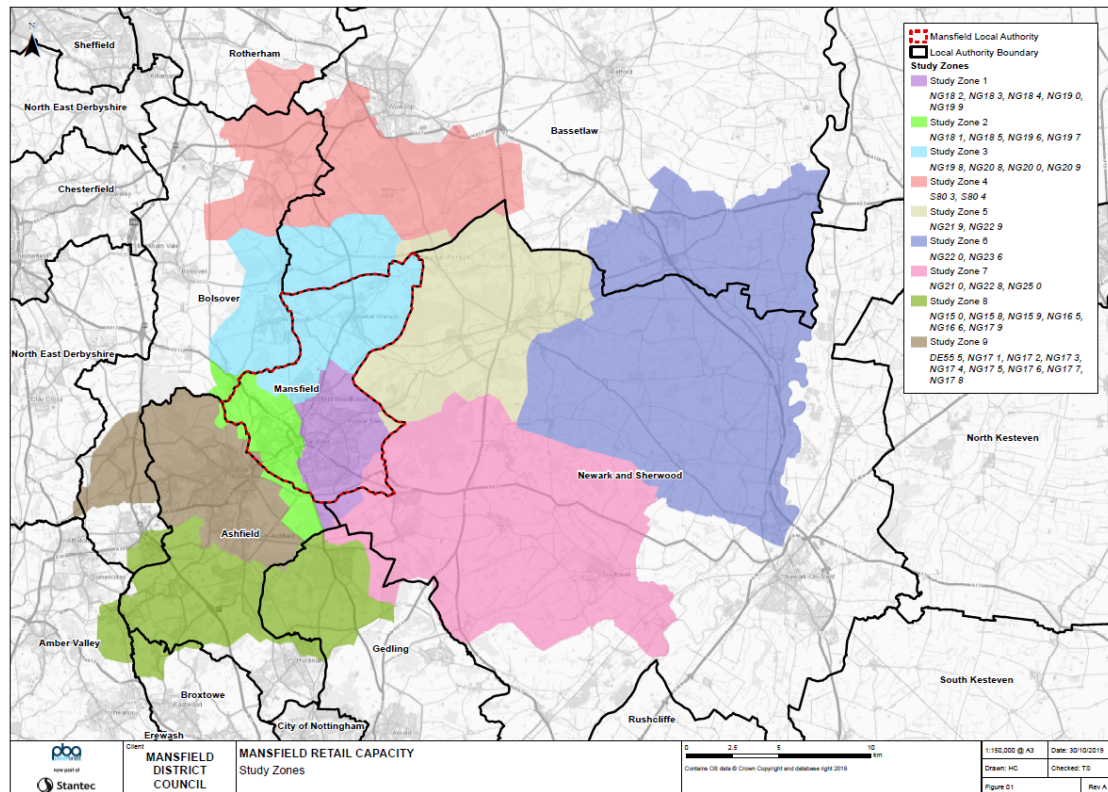 N
Sheffield
Rotherham
North East Derbyshire
Bassetlaw
Chesterfield
Bolsover
North East Derbyshire
Mansfield
Newark and Sherwood
North Kesteven
Ashfield
Amber Valley
Gedling
Broxtowe
City of Nottingham
Erewash
Rushcliffe
South Kesteven
Mansfield Local Authority
Local Authority Boundary
Study Zones
Study Zone 1
NG18 2, NG18 3, NG18 4, NG19 0,
NG19 9
Study Zone 2
NG18 1, NG18 5, NG19 6, NG19 7
Study Zone 3
NG19 8, NG20 8, NG20 0, NG20 9
Study Zone 4
S80 3, S80 4
Study Zone 5
NG21 9, NG22 9
Study Zone 6
NG22 0, NG23 6
Study Zone 7
NG21 0, NG22 8, NG25 0
Study Zone 8
NG15 0, NG15 8, NG15 9, NG16 5,
NG16 6, NG17 9
Study Zone 9
DE55 5, NG17 1, NG17 2, NG17 3,
NG17 4, NG17 5, NG17 6, NG17 7,
NG17 8
pba
now part of
Stantec
Client
MANSFIELD
DISTRICT
COUNCIL
MANSFIELD RETAIL CAPACITY
Study Zones
0 2.5 5 10
km
Contains OS data © Crown Copyright and database right 2019
1:150,000 @ A3
Date: 30/10/2019
Drawn: HC
Checked: TG
Figure 01
Rev A